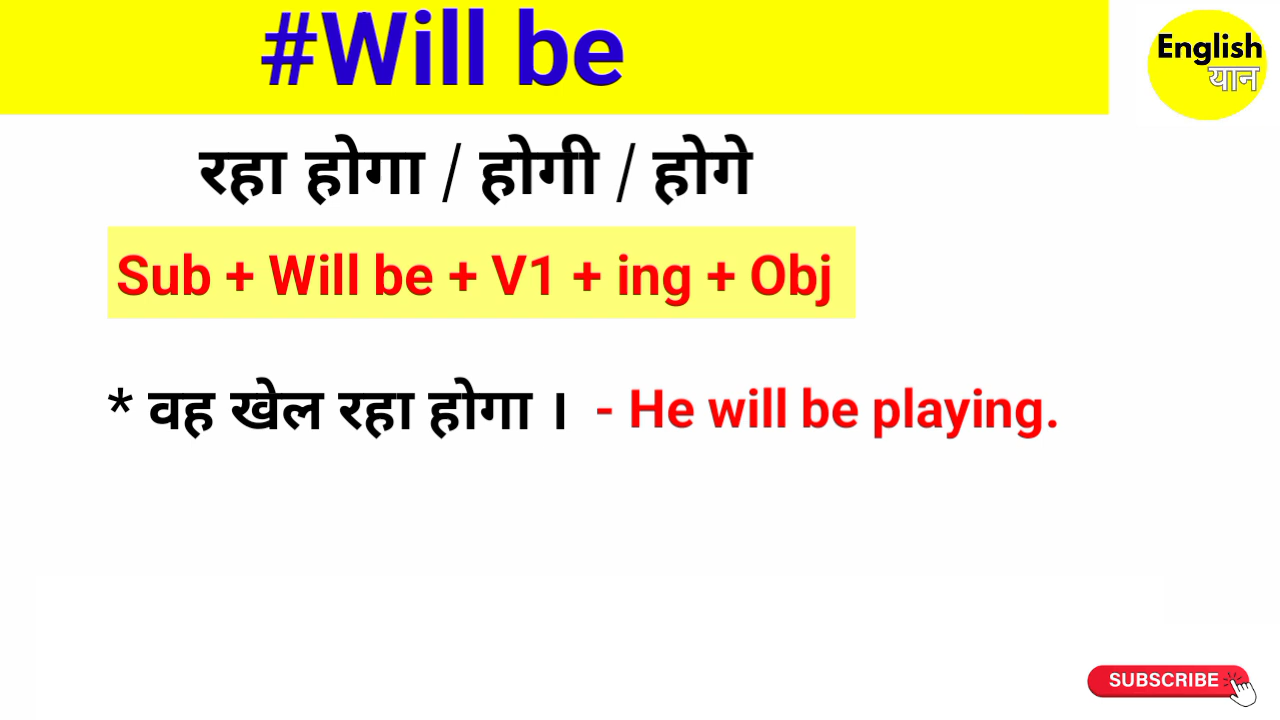 #Will be
English
यान
रहा होगा / होगी / होगे
Sub + Will be + V1 + ing + Obj
* वह खेल रहा होगा । - He will be playing.
SUBSCRIBE